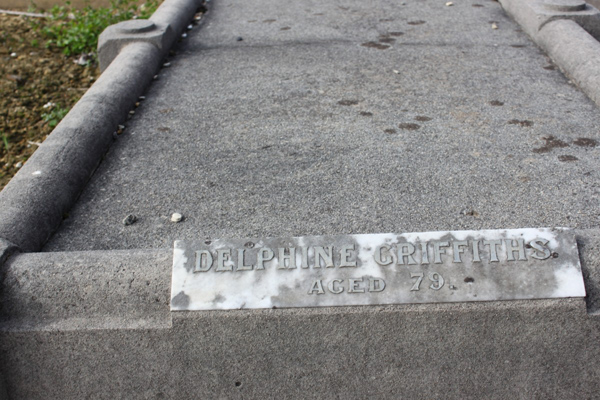 DELPHINE GRIFFITHS
AGED 79.